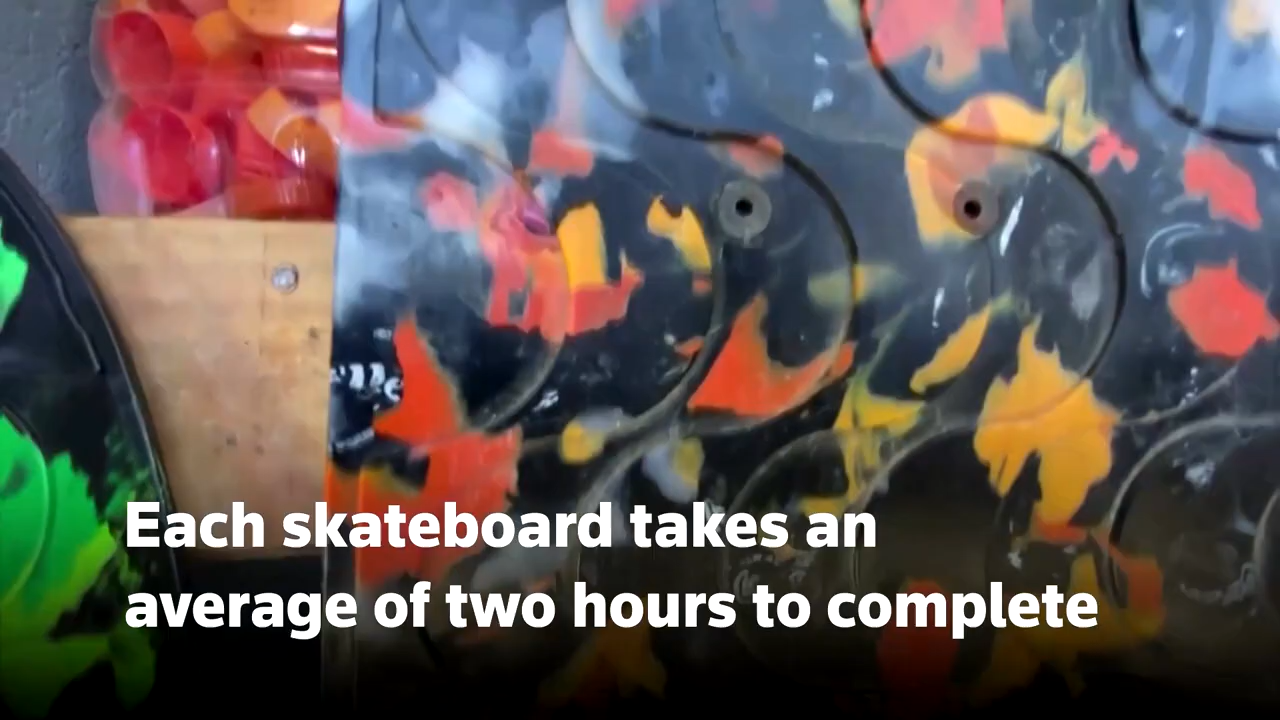 Each skateboard takes an
average of two hours to complete